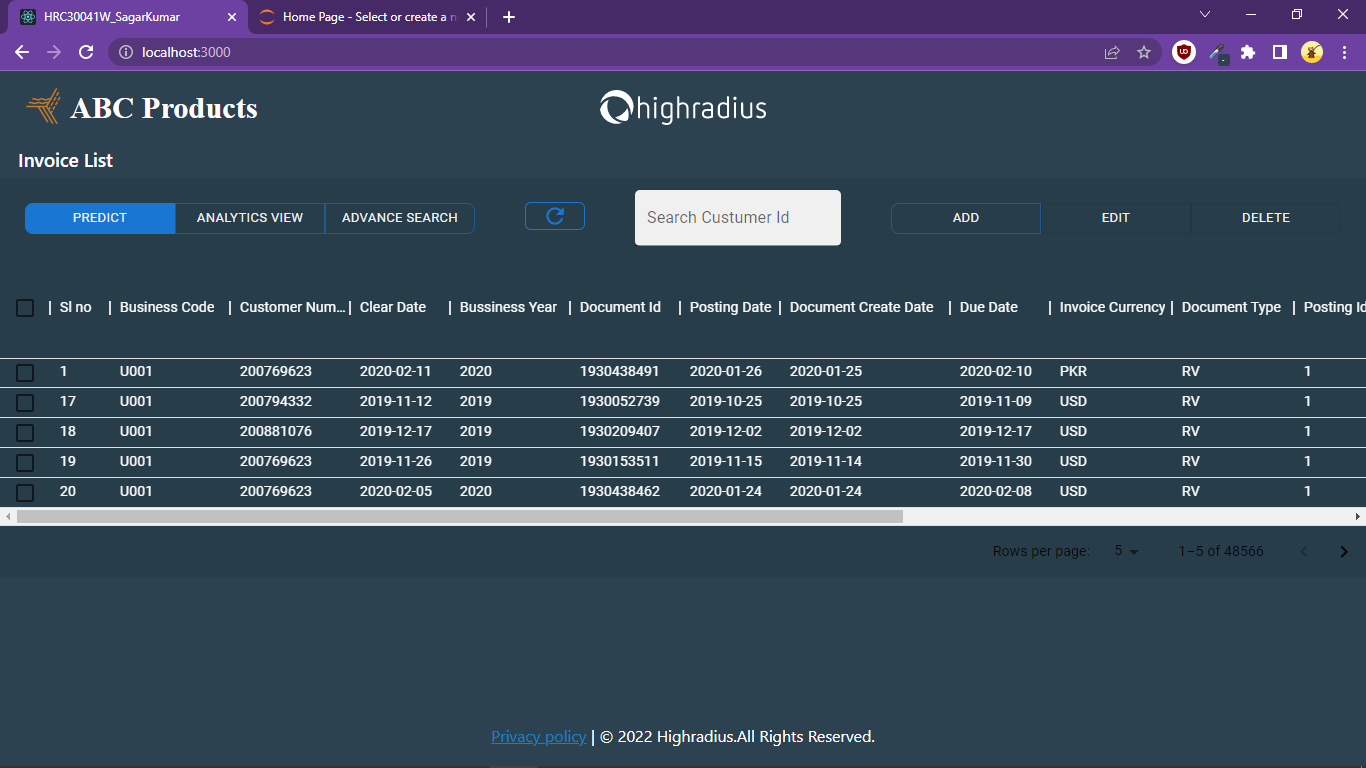 HRC30041W_SagarKumar
Home Page - Select or create a n
localhost:3000
ABC Products
highradius
Invoice List
PREDICT ANALYTICS VIEW ADVANCE SEARCH Search Custumer Id ADD EDIT DELETE
| Sl no | Business Code | Customer Num... | Clear Date | Bussiness Year | Document Id | Posting Date | Document Create Date | Due Date | Invoice Currency | Document Type | Posting Id
1 U001 200769623 2020-02-11 2020 1930438491 2020-01-26 2020-01-25 2020-02-10 PKR RV 1
17 U001 200794332 2019-11-12 2019 1930052739 2019-10-25 2019-10-25 2019-11-09 USD RV 1
18 U001 200881076 2019-12-17 2019 1930209407 2019-12-02 2019-12-02 2019-12-17 USD RV 1
19 U001 200769623 2019-11-26 2019 1930153511 2019-11-15 2019-11-14 2019-11-30 USD RV 1
20 U001 200769623 2020-02-05 2020 1930438462 2020-01-24 2020-01-24 2020-02-08 USD RV 1
Rows per page: 5 1–5 of 48566
Privacy policy | © 2022 Highradius.All Rights Reserved.